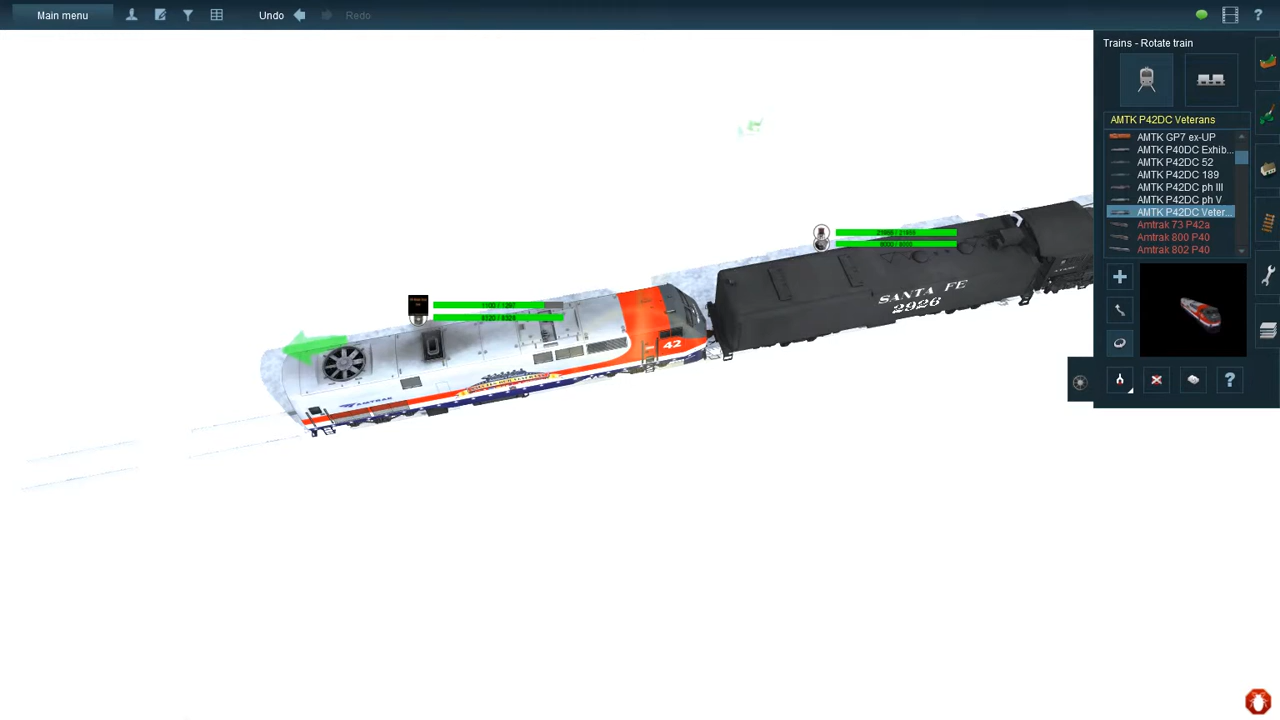 Main menu
Undo
Redo
?
Trains - Rotate train
AMTK P42DC Veterans
AMTK GP7 ex-UP
AMTK P40DC Exhib...
AMTK P42DC 52
AMTK P42DC 189
AMTK P42DC ph III
AMTK P42DC ph V
AMTK P42DC Veter...
Amtrak 73 P42a
Amtrak 800 P40
Amtrak 802 P40
?
8000 / 8000
SANTA FE
2926
42
AMTRAK